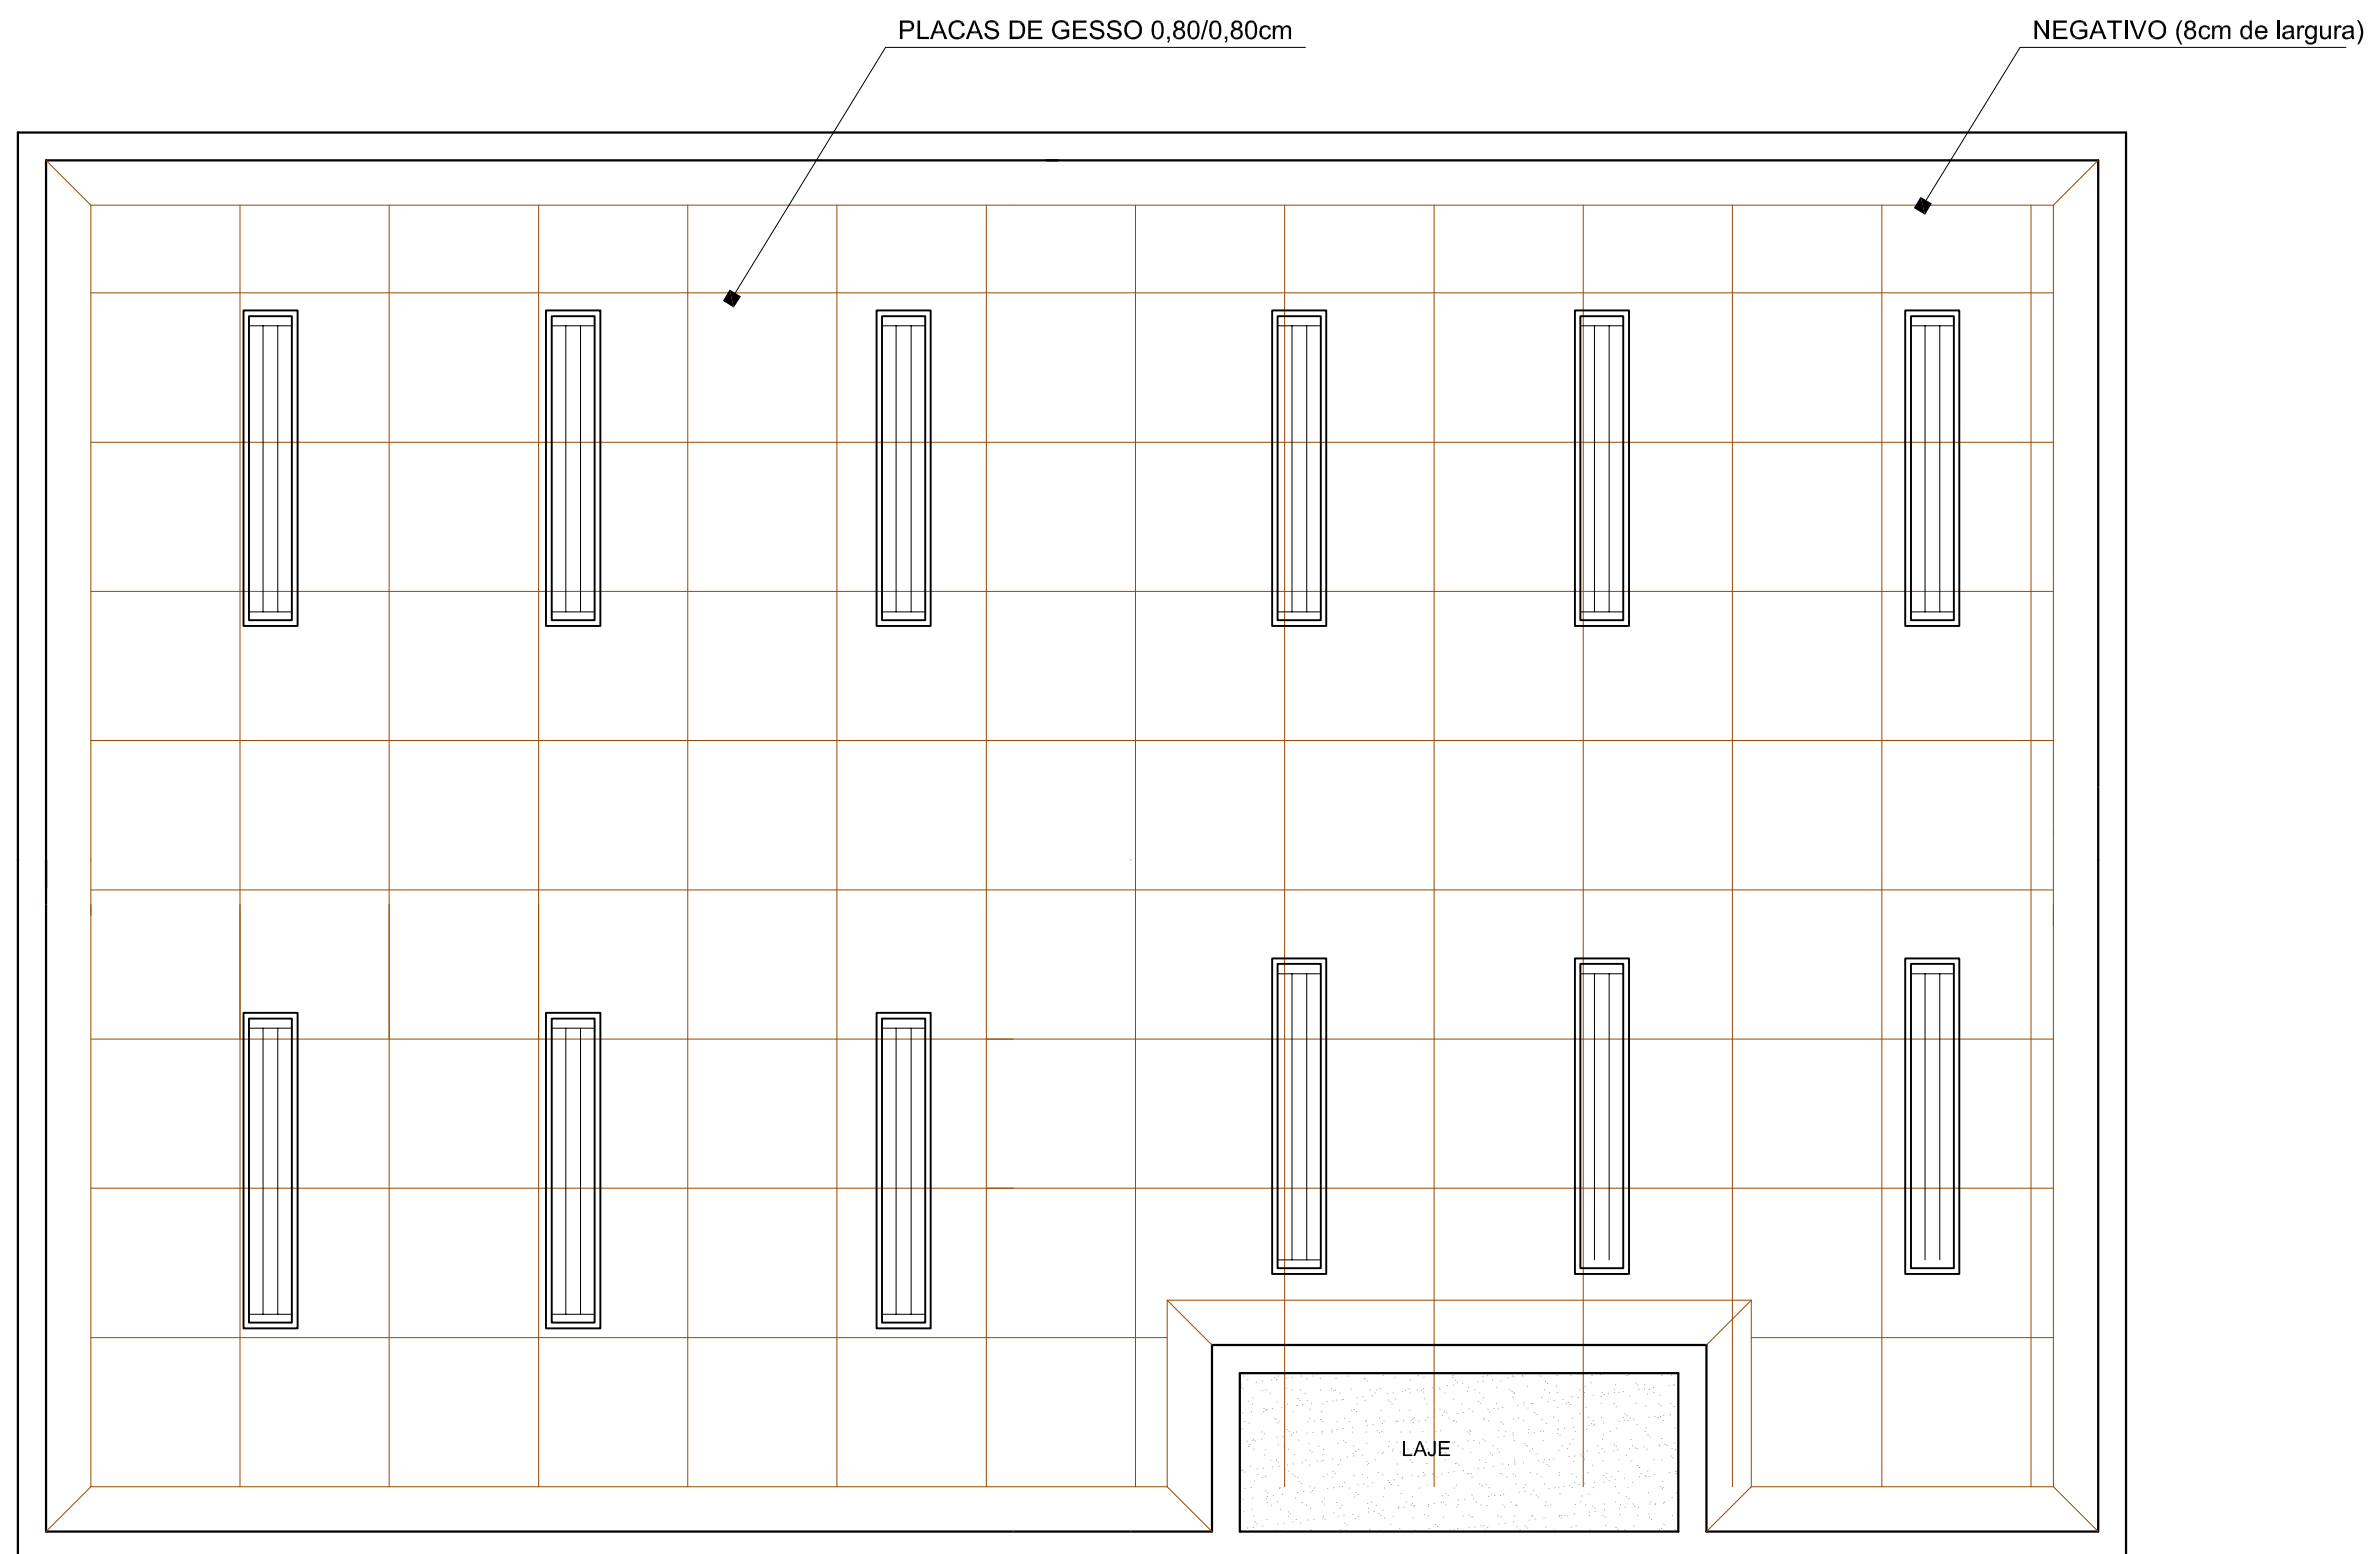 PLACAS DE GESSO 0,80/0,80cm
NEGATIVO (8cm de largura)
LAJE